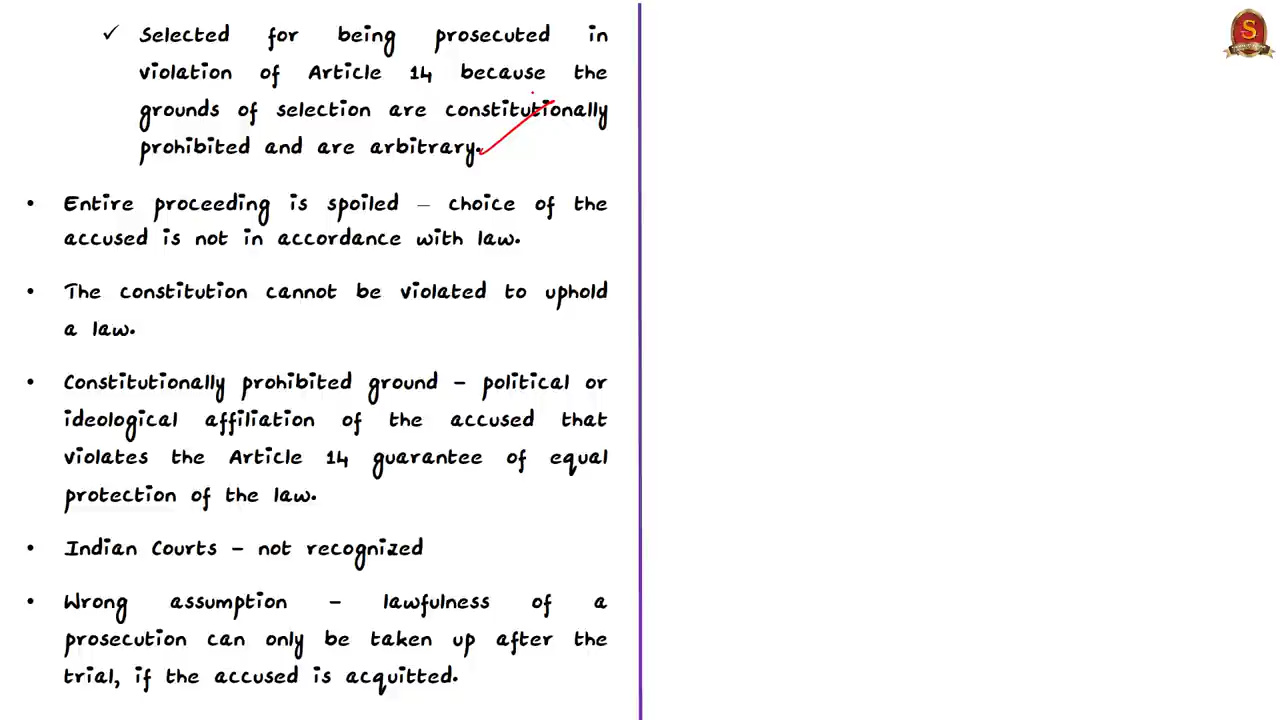 ✓ Selected for being prosecuted in
violation of Article 14 because the
grounds of selection are constitutionally
prohibited and are arbitrary.
• Entire proceeding is spoiled – choice of the
accused is not in accordance with law.
• The constitution cannot be violated to uphold
a law.
• Constitutionally prohibited ground – political or
ideological affiliation of the accused that
violates the Article 14 guarantee of equal
protection of the law.
• Indian Courts – not recognized
• Wrong assumption – lawfulness of a
prosecution can only be taken up after the
trial, if the accused is acquitted.
S